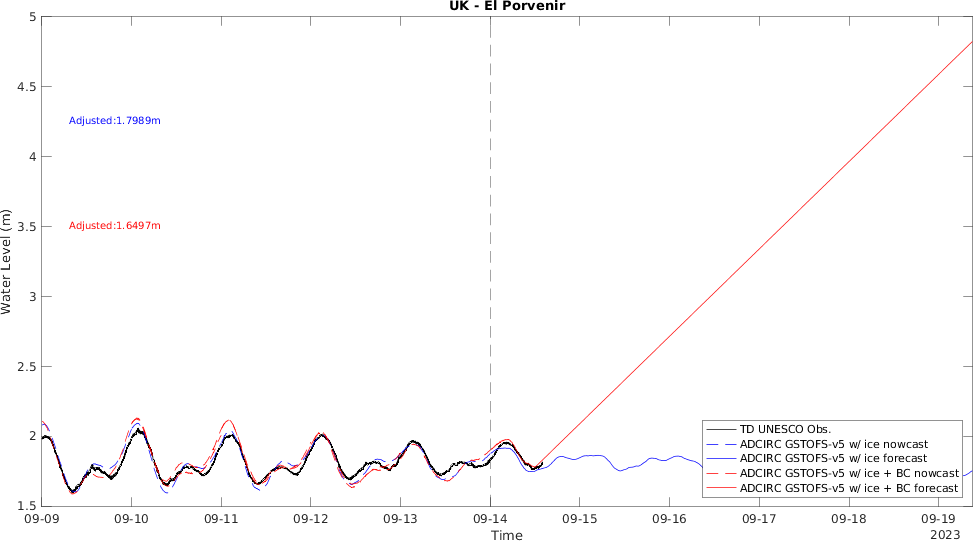 UK - El Porvenir
5
4.5
4
3.5
3
2.5
2
1.5
Water Level (m)
Adjusted:1.7989m
Adjusted:1.6497m
TD UNESCO Obs.
ADCIRC GSTOFS-v5 w/ ice nowcast
ADCIRC GSTOFS-v5 w/ ice forecast
ADCIRC GSTOFS-v5 w/ ice + BC nowcast
ADCIRC GSTOFS-v5 w/ ice + BC forecast
09-09 09-10 09-11 09-12 09-13 09-14 09-15 09-16 09-17 09-18 09-19
Time
2023